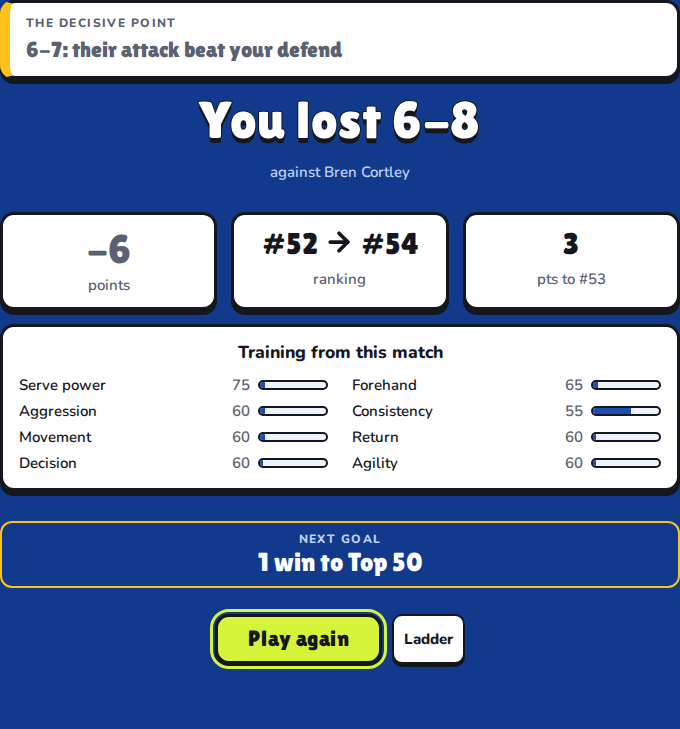 THE DECISIVE POINT
6–7: their attack beat your defend
You lost 6–8
against Bren Cortley
–6
points
#52 → #54
ranking
3
pts to #53
Training from this match
Serve power 75
Forehand 65
Aggression 60
Consistency 55
Movement 60
Return 60
Decision 60
Agility 60
NEXT GOAL
1 win to Top 50
Play again
Ladder